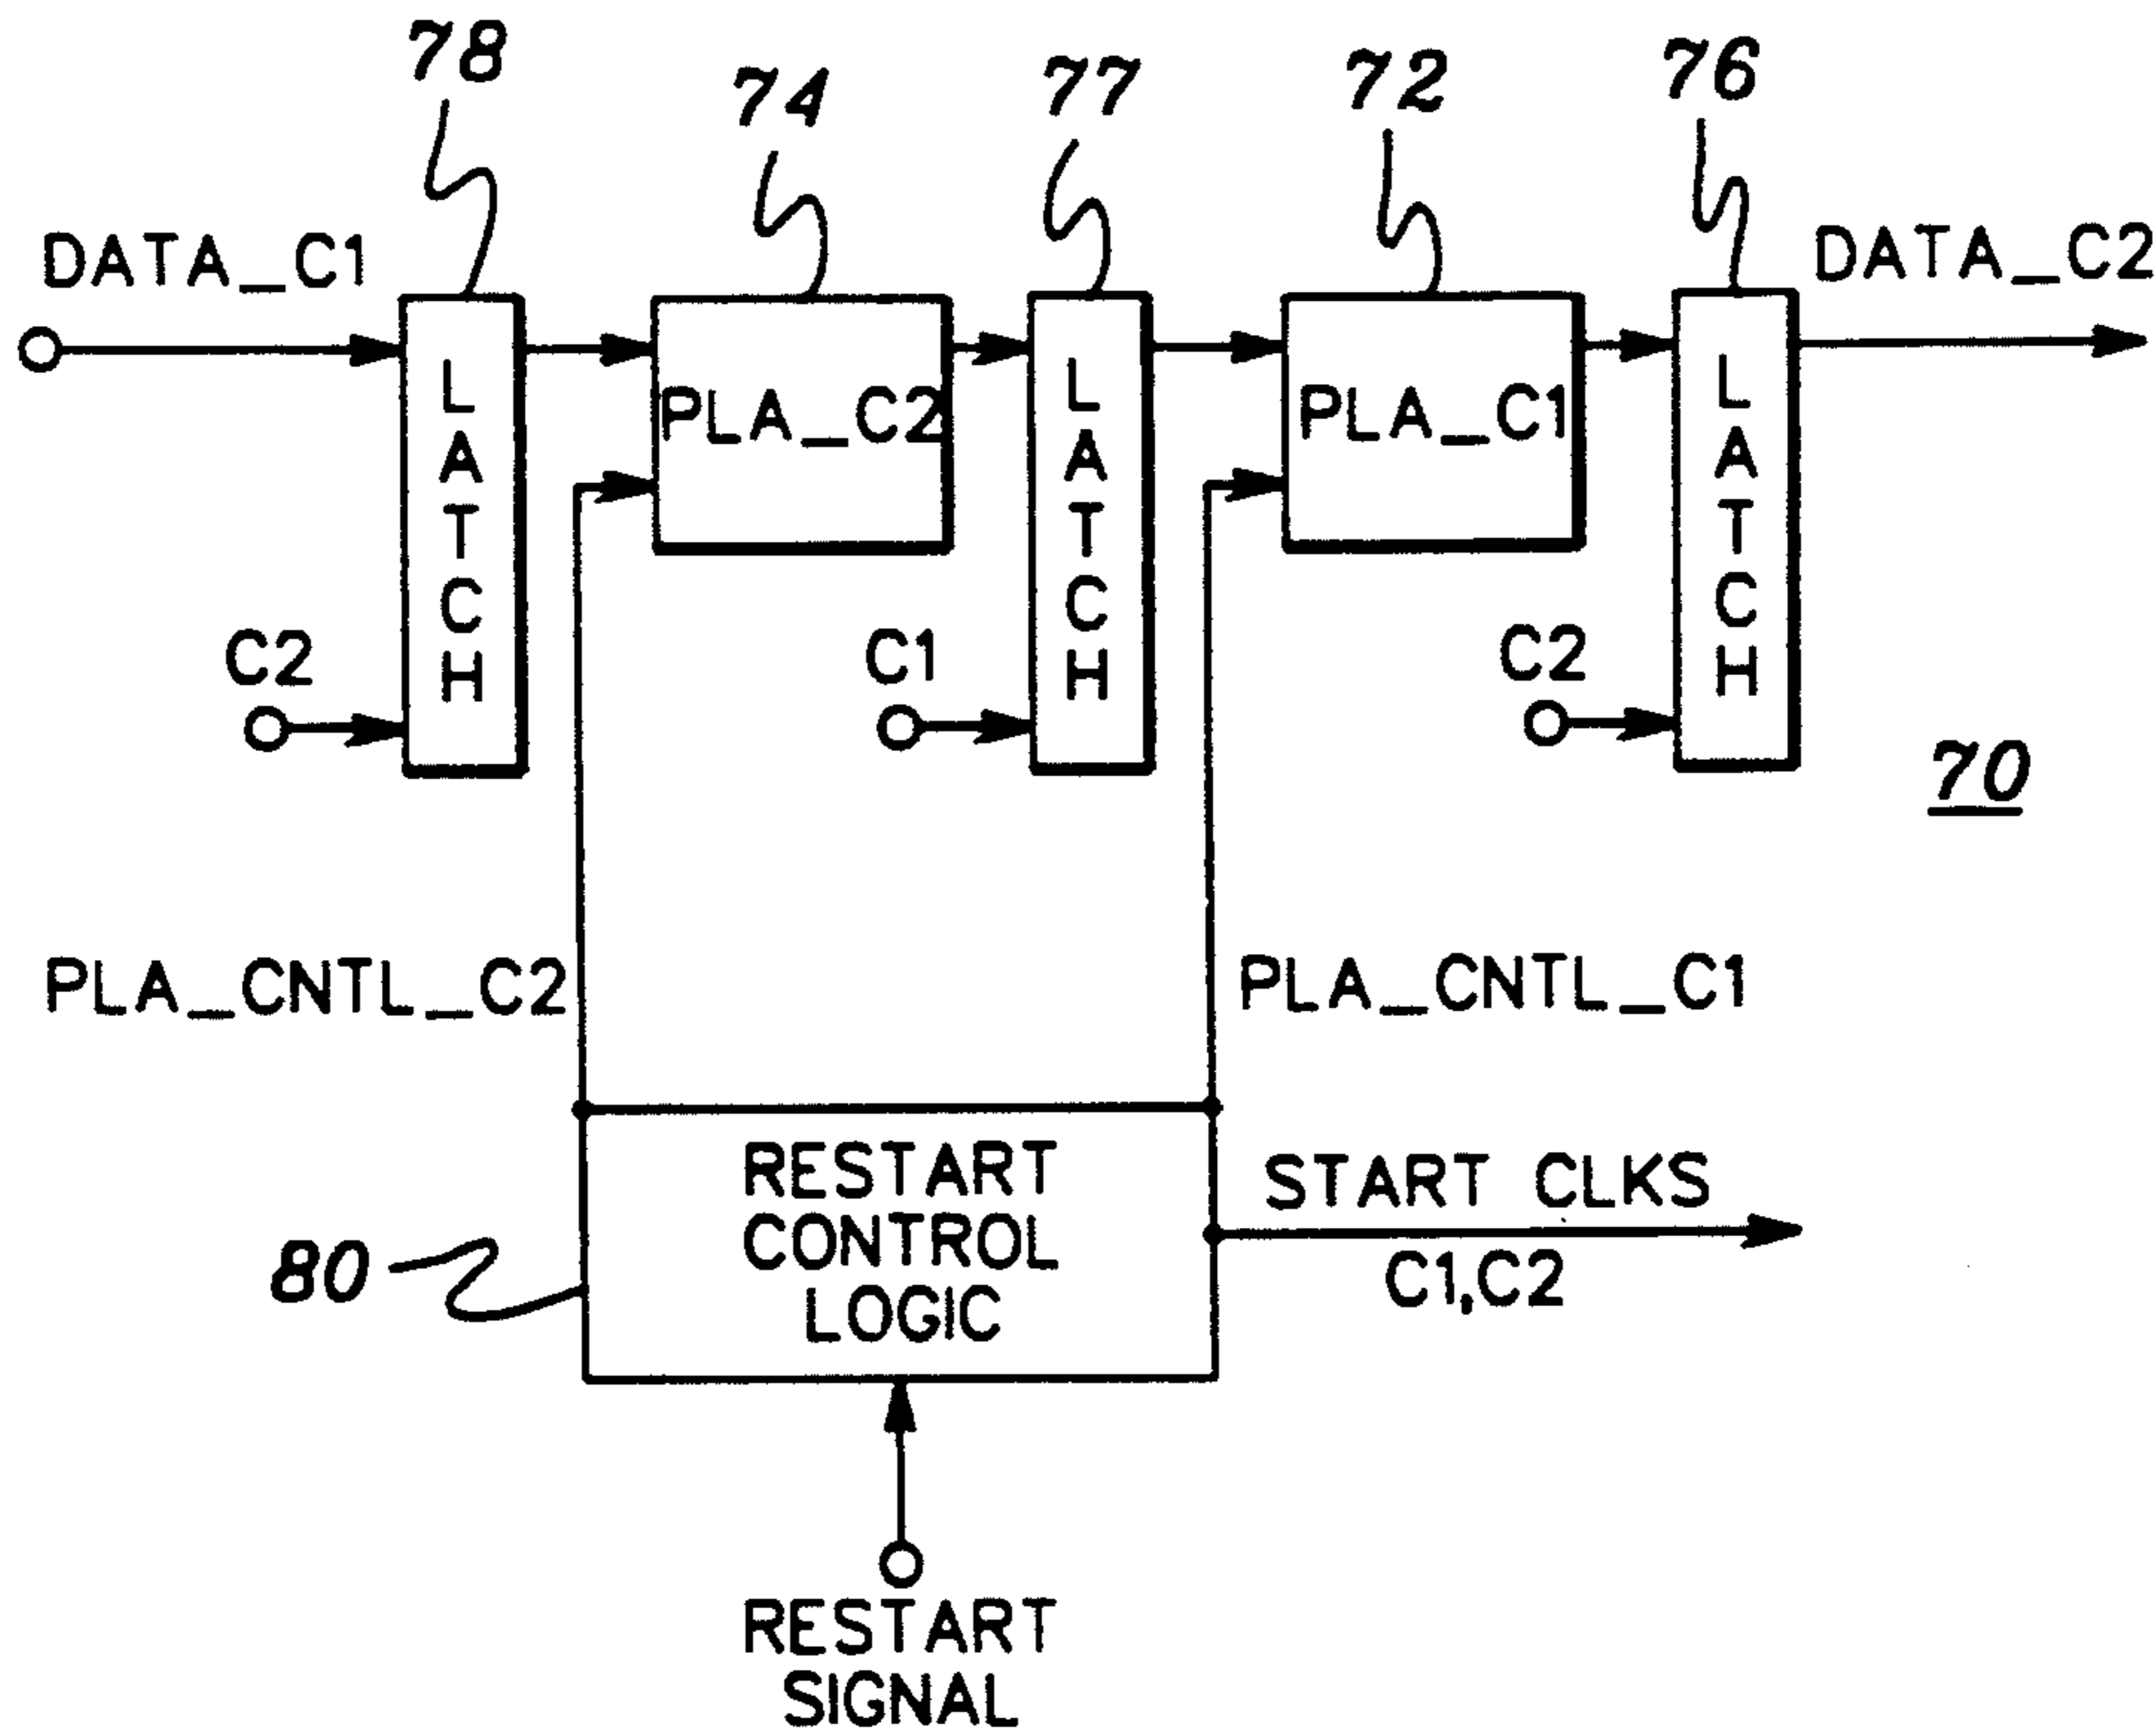 78
74
77
72
76
DATA_C1
DATA_C2
LATCH
PLA_C2
LATCH
PLA_C1
LATCH
C2
C1
C2
70
PLA_CNTL_C2
PLA_CNTL_C1
RESTART
CONTROL
LOGIC
START CLKS
C1,C2
80
RESTART
SIGNAL